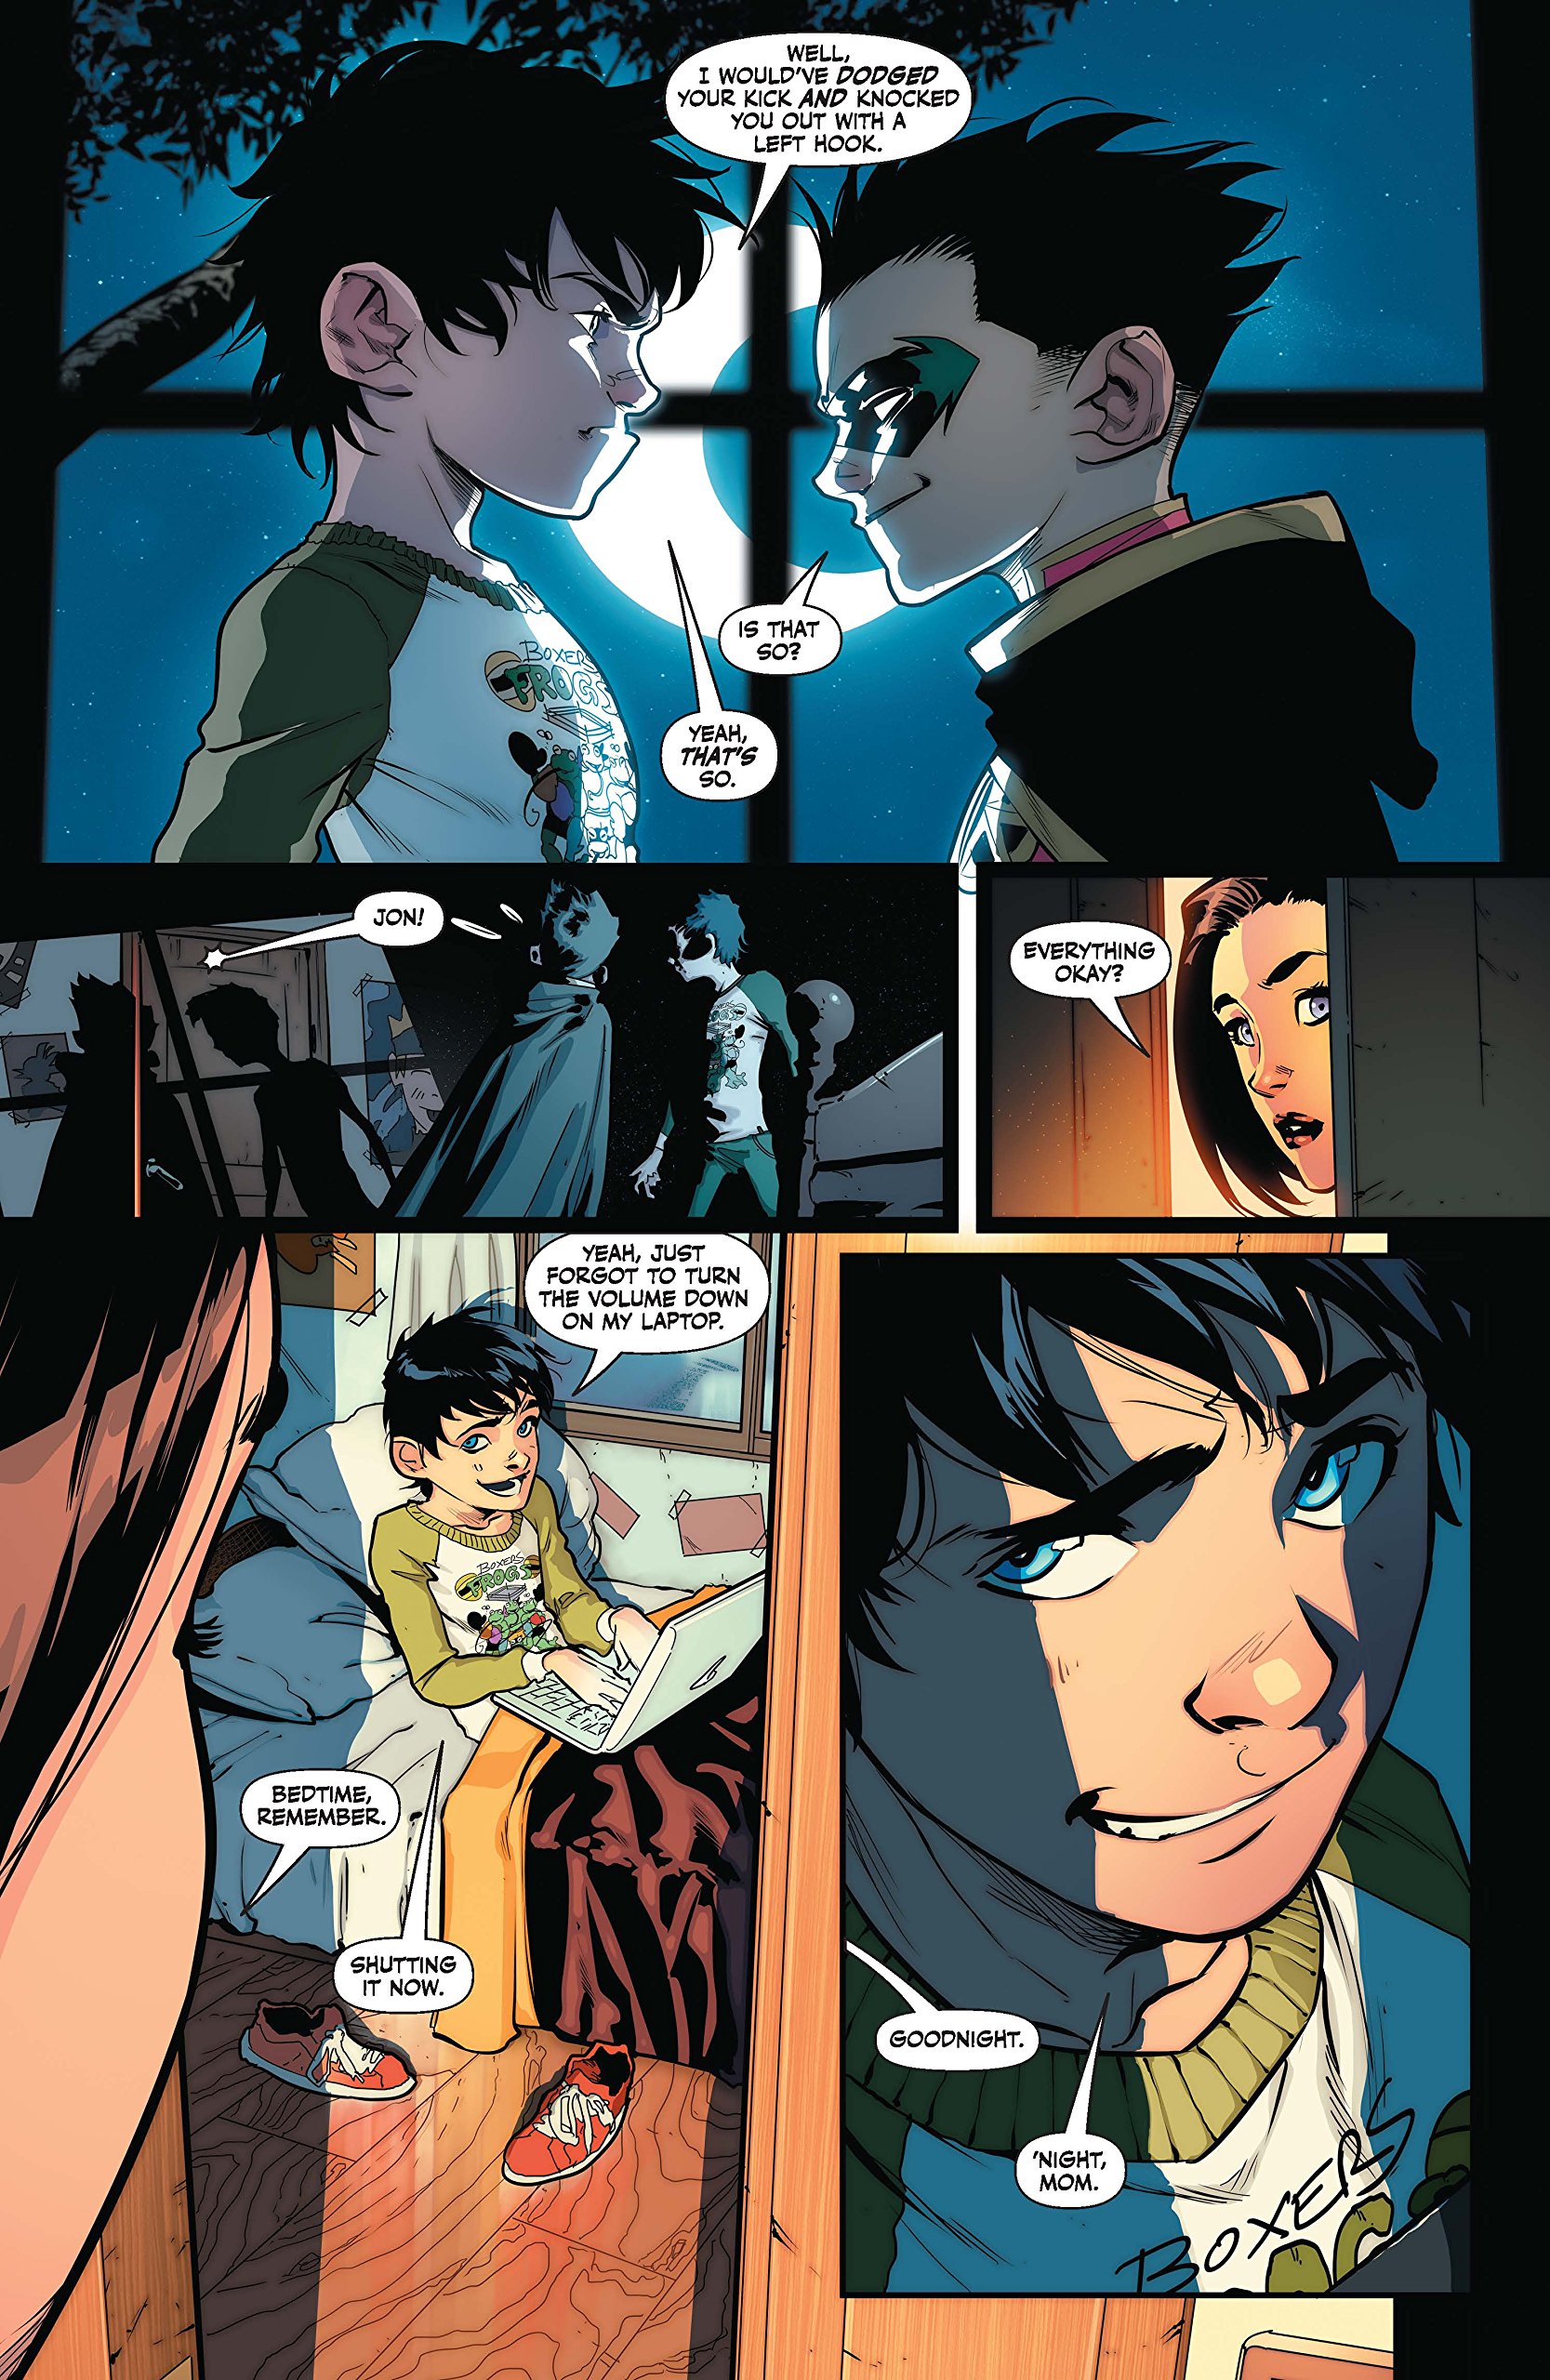 WELL,
I WOULD'VE DODGED
YOUR KICK AND KNOCKED
YOU OUT WITH A
LEFT HOOK.
IS THAT
SO?
YEAH,
THAT'S
SO.
BOXERS
FROGS
JON!
BOXERS
FROGS
EVERYTHING
OKAY?
YEAH, JUST
FORGOT TO TURN
THE VOLUME DOWN
ON MY LAPTOP.
BOXERS
FROGS
BEDTIME,
REMEMBER.
SHUTTING
IT NOW.
GOODNIGHT.
'NIGHT,
MOM.
BOXERS